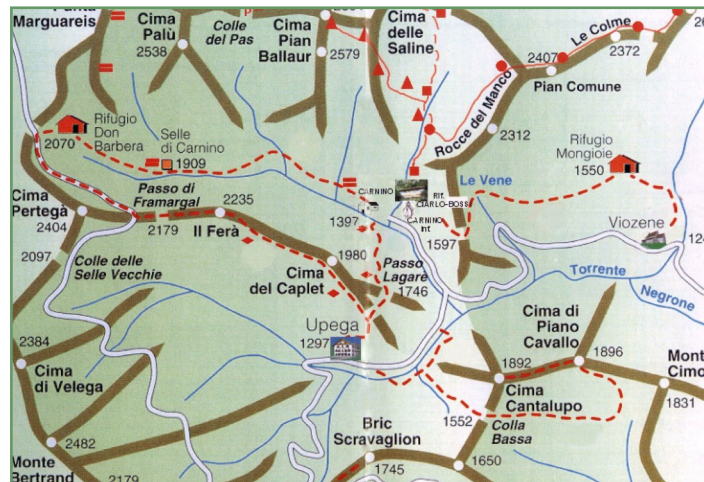 Marguareis
Cima
Palù
2538
Colle
del Pas
Cima
Pian
Ballaur
2579
Cima
delle
Saline
Le Colme
2407
2372
Pian Comune
Rocce del Manco
2312
Rifugio
Don
Barbera
2070
Selle
di Carnino
1909
Rifugio
Mongioie
1550
Le Vene
CARNINO
Rif.
CIARLO-BOSSI
CARNINO
Inf
1397
1597
Viozene
Cima
Pertegà
2404
Passo di
Framargal
2235
2179
Il Ferà
2097
Colle delle
Selle Vecchie
1980
Cima
del Caplet
Passo
Lagarè
1746
Torrente
Negrone
Upega
1297
Cima di
Piano
Cavallo
2384
Cima
di Velega
1892
1896
Cima
Cantalupo
Mont
Cimo
1831
1552
Colla
Bassa
2482
Monte
Bertrand
2179
Bric
Scravaglion
1745
1650